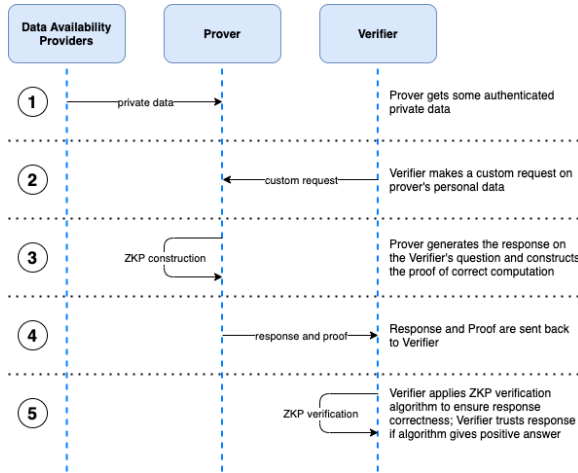 Data Availability
Providers
Prover
Verifier
1
private data
Prover gets some authenticated
private data
2
custom request
Verifier makes a custom request on
prover's personal data
3
ZKP construction
Prover generates the response on
the Verifier's question and constructs
the proof of correct computation
4
response and proof
Response and Proof are sent back
to Verifier
5
ZKP verification
Verifier applies ZKP verification
algorithm to ensure response
correctness; Verifier trusts response
if algorithm gives positive answer